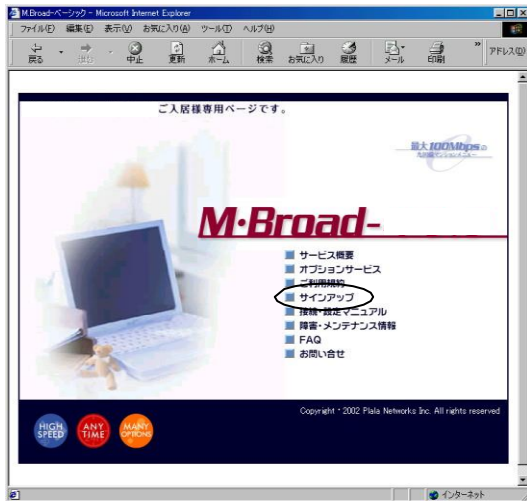 M.Broad-ベーシック - Microsoft Internet Explorer
ファイル(F) 編集(E) 表示(V) お気に入り(A) ツール(T) ヘルプ(H)
戻る 進む 中止 更新 ホーム 検索 お気に入り 履歴 メール 印刷 » アドレス(D)
ご入居様専用ページです。
最大100Mbpsの
M・Broad-
サービス概要
オプションサービス
ご利用規約
サインアップ
接続・設定マニュアル
障害・メンテナンス情報
FAQ
お問い合せ
HIGH SPEED
ANY TIME
MANY OPTIONS
Copyright・2002 Plala Networks Inc. All rights reserved
インターネット